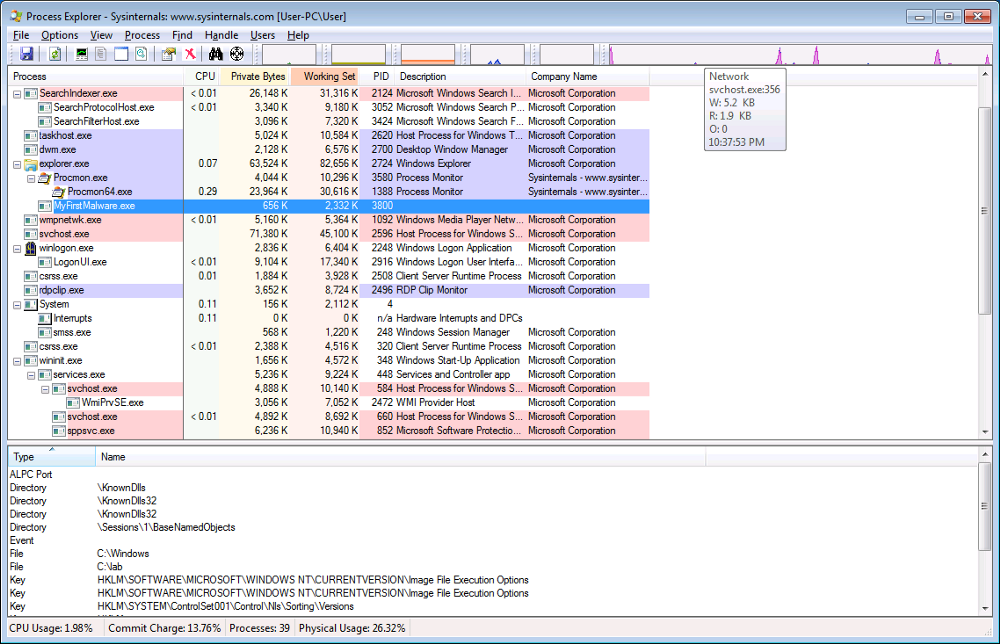 Process Explorer - Sysinternals: www.sysinternals.com [User-PC\User]
File Options View Process Find Handle Users Help
Process CPU Private Bytes Working Set PID Description Company Name
SearchIndexer.exe < 0.01 26,148 K 31,316 K 2124 Microsoft Windows Search I... Microsoft Corporation
SearchProtocolHost.exe < 0.01 3,340 K 9,180 K 3052 Microsoft Windows Search P... Microsoft Corporation
SearchFilterHost.exe 3,096 K 7,320 K 3424 Microsoft Windows Search F... Microsoft Corporation
taskhost.exe 5,024 K 10,584 K 2620 Host Process for Windows T... Microsoft Corporation
dwm.exe 2,128 K 6,576 K 2700 Desktop Window Manager Microsoft Corporation
explorer.exe 0.07 63,524 K 82,656 K 2724 Windows Explorer Microsoft Corporation
Procmon.exe 4,044 K 10,296 K 3580 Process Monitor Sysinternals - www.sysinter...
Procmon64.exe 0.29 23,964 K 30,616 K 1388 Process Monitor Sysinternals - www.sysinter...
MyFirstMalware.exe 656 K 2,332 K 3800
wmpnetwk.exe < 0.01 5,160 K 5,364 K 1092 Windows Media Player Netw... Microsoft Corporation
svchost.exe 71,380 K 45,100 K 2596 Host Process for Windows S... Microsoft Corporation
winlogon.exe 2,836 K 6,404 K 2248 Windows Logon Application Microsoft Corporation
LogonUI.exe < 0.01 9,104 K 17,340 K 2916 Windows Logon User Interfa... Microsoft Corporation
csrss.exe 0.01 1,884 K 3,928 K 2508 Client Server Runtime Process Microsoft Corporation
rdpclip.exe 3,652 K 8,724 K 2496 RDP Clip Monitor Microsoft Corporation
System 0.11 156 K 2,112 K 4
Interrupts 0.11 0 K 0 K n/a Hardware Interrupts and DPCs
smss.exe 568 K 1,220 K 248 Windows Session Manager Microsoft Corporation
csrss.exe < 0.01 2,388 K 4,516 K 320 Client Server Runtime Process Microsoft Corporation
wininit.exe 1,656 K 4,572 K 348 Windows Start-Up Application Microsoft Corporation
services.exe 5,236 K 9,224 K 448 Services and Controller app Microsoft Corporation
svchost.exe 4,888 K 10,140 K 584 Host Process for Windows S... Microsoft Corporation
WmiPrvSE.exe 3,056 K 7,052 K 2472 WMI Provider Host Microsoft Corporation
svchost.exe < 0.01 4,892 K 8,692 K 660 Host Process for Windows S... Microsoft Corporation
sppsvc.exe 6,236 K 10,940 K 852 Microsoft Software Protectio... Microsoft Corporation
Network
svchost.exe:356
W: 5.2 KB
R: 1.9 KB
O: 0
10:37:53 PM
Type Name
ALPC Port
Directory \KnownDlls
Directory \KnownDlls32
Directory \KnownDlls32
Directory \Sessions\1\BaseNamedObjects
Event
File C:\Windows
File C:\lab
Key HKLM\SOFTWARE\MICROSOFT\WINDOWS NT\CURRENTVERSION\Image File Execution Options
Key HKLM\SOFTWARE\MICROSOFT\WINDOWS NT\CURRENTVERSION\Image File Execution Options
Key HKLM\SYSTEM\ControlSet001\Control\Nls\Sorting\Versions
CPU Usage: 1.98% Commit Charge: 13.76% Processes: 39 Physical Usage: 26.32%